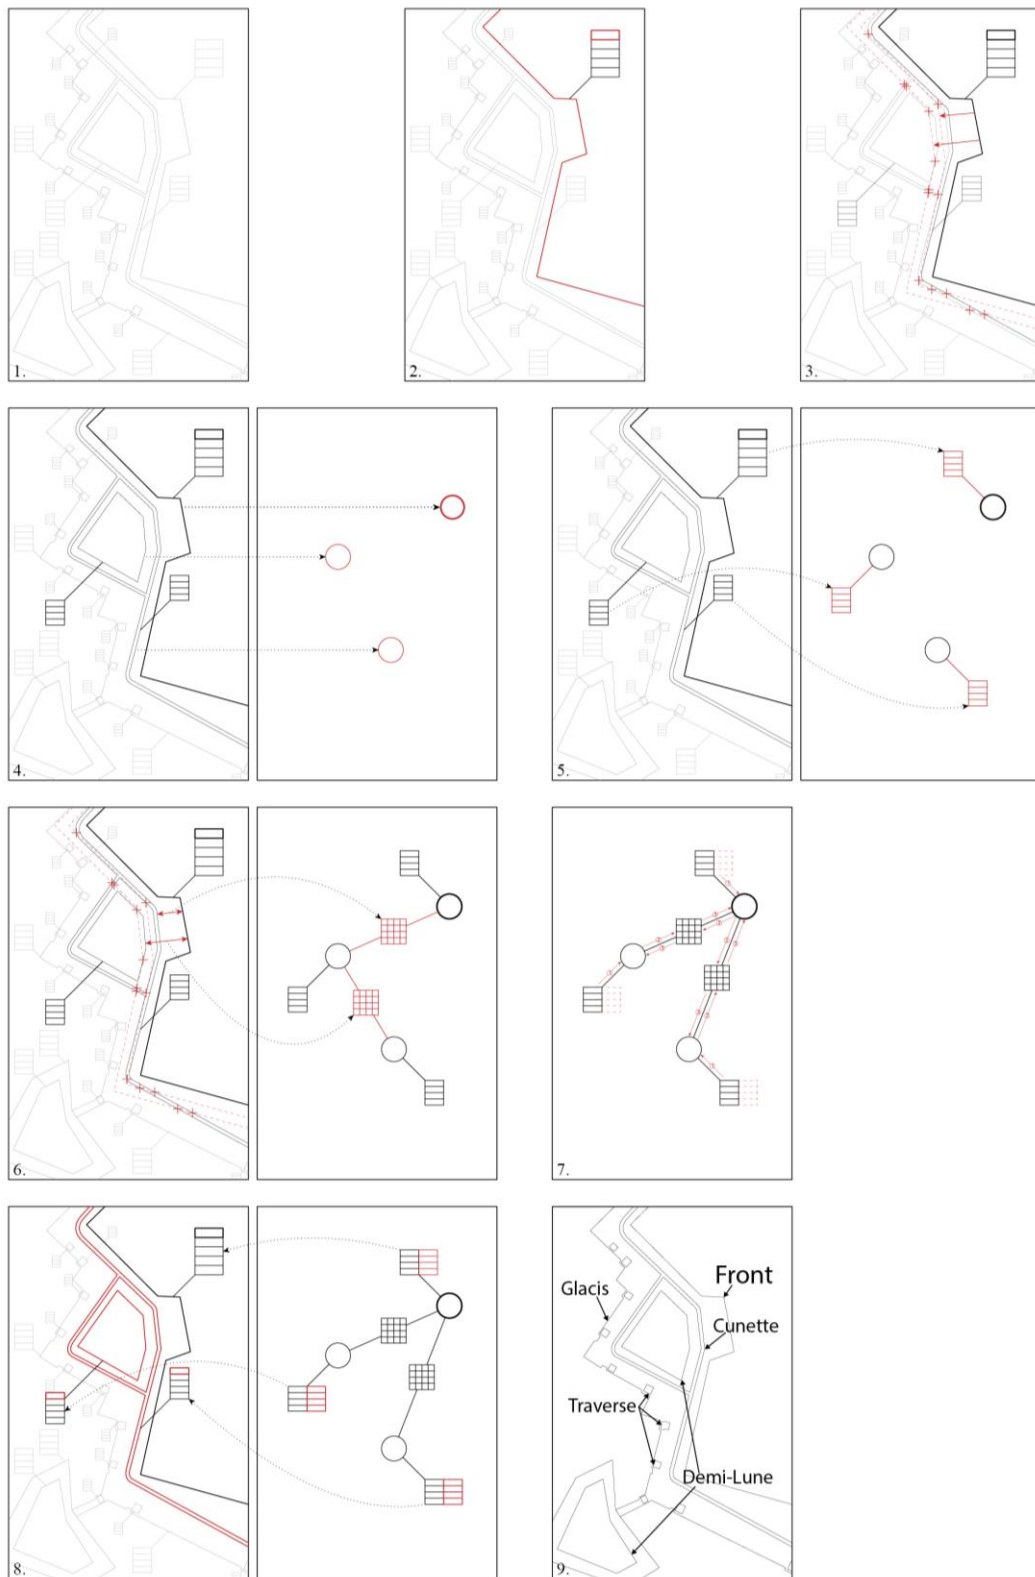 1.
2.
3.
4.
5.
6.
7.
8.
Front
Glacis
Cunette
Traverse
Demi-Lune
9.